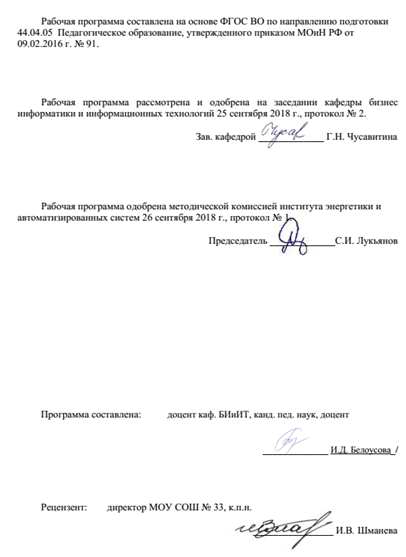 Рабочая программа составлена на основе ФГОС ВО по направлению подготовки
44.04.05 Педагогическое образование, утвержденного приказом МОиН РФ от
09.02.2016 г. № 91.
Рабочая программа рассмотрена и одобрена на заседании кафедры бизнес
информатики и информационных технологий 25 сентября 2018 г., протокол № 2.
Зав. кафедрой ____________ Г.Н. Чусавитина
Рабочая программа одобрена методической комиссией института энергетики и
автоматизированных систем 26 сентября 2018 г., протокол № 1
Председатель ____________ С.И. Лукьянов
Программа составлена: доцент каф. БИиИТ, канд. пед. наук, доцент
____________ И.Д. Белоусова_/
Рецензент: директор МОУ СОШ № 33, к.п.н.
____________ И.В. Шманева